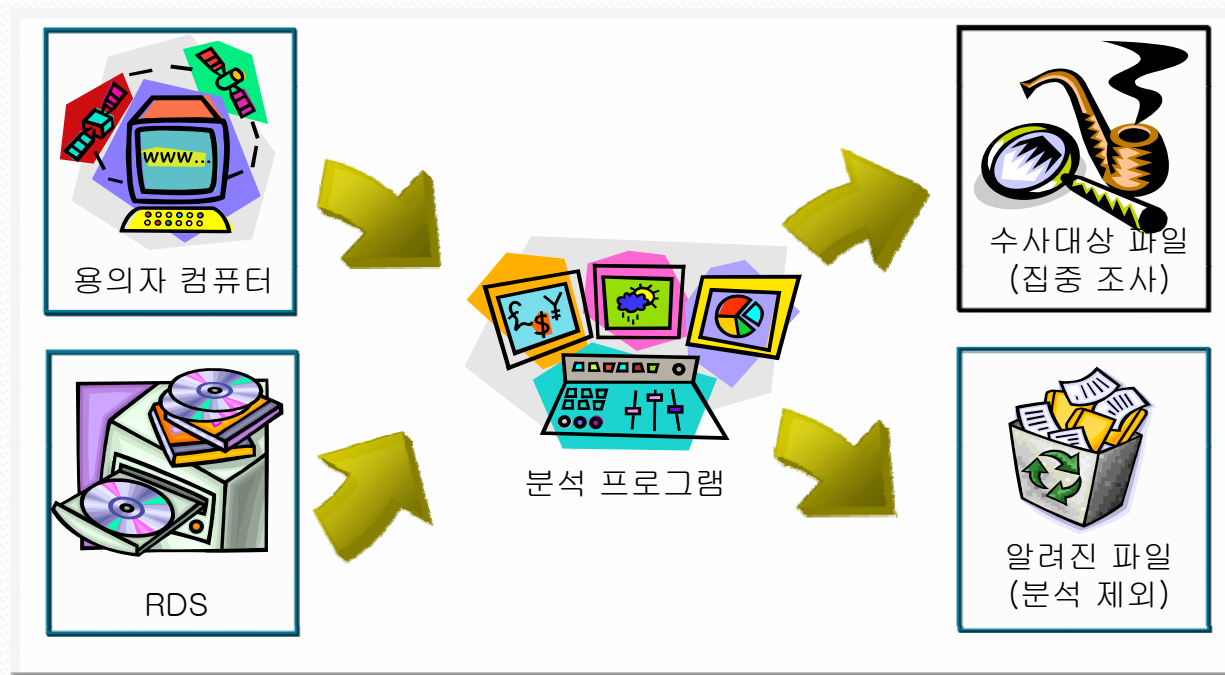 www...
용의자 컴퓨터
RDS
£ $ ¥
분석 프로그램
수사대상 파일
(집중 조사)
알려진 파일
(분석 제외)